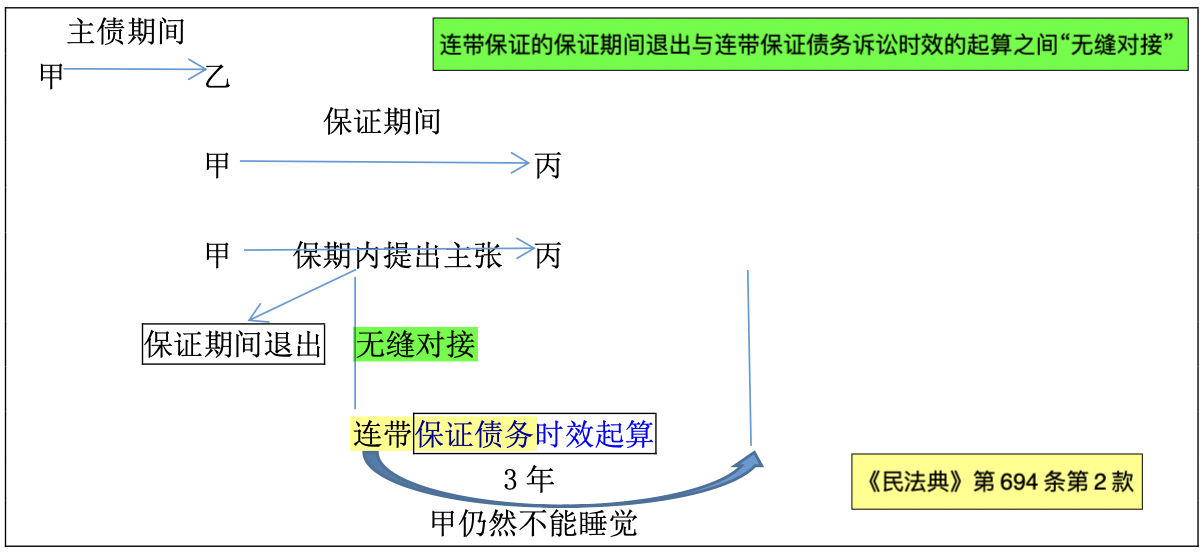 主债期间
连带保证的保证期间退出与连带保证债务诉讼时效的起算之间“无缝对接”
甲 乙
保证期间
甲 丙
甲 保期内提出主张 丙
保证期间退出 无缝对接
连带保证债务时效起算
3 年
《民法典》第 694 条第 2 款
甲仍然不能睡觉